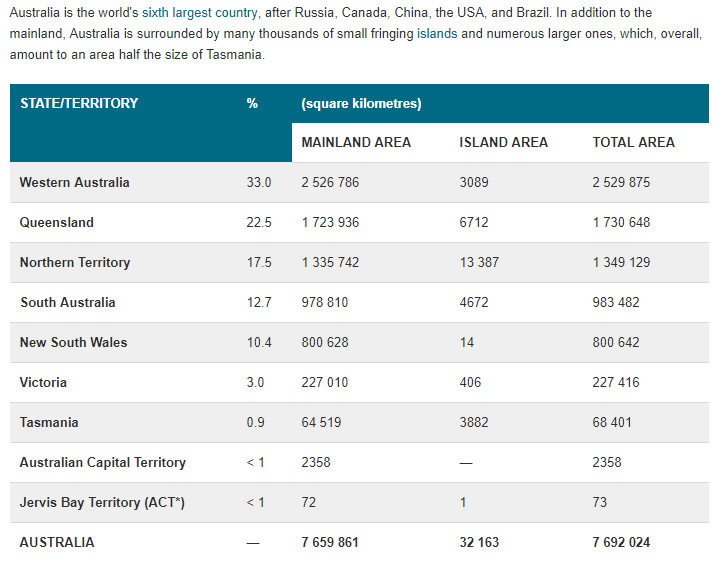 Australia is the world's sixth largest country, after Russia, Canada, China, the USA, and Brazil. In addition to the
mainland, Australia is surrounded by many thousands of small fringing islands and numerous larger ones, which, overall,
amount to an area half the size of Tasmania.
STATE/TERRITORY % (square kilometres)
MAINLAND AREA ISLAND AREA TOTAL AREA
Western Australia 33.0 2 526 786 3089 2 529 875
Queensland 22.5 1 723 936 6712 1 730 648
Northern Territory 17.5 1 335 742 13 387 1 349 129
South Australia 12.7 978 810 4672 983 482
New South Wales 10.4 800 628 14 800 642
Victoria 3.0 227 010 406 227 416
Tasmania 0.9 64 519 3882 68 401
Australian Capital Territory < 1 2358 — 2358
Jervis Bay Territory (ACT*) < 1 72 1 73
AUSTRALIA — 7 659 861 32 163 7 692 024